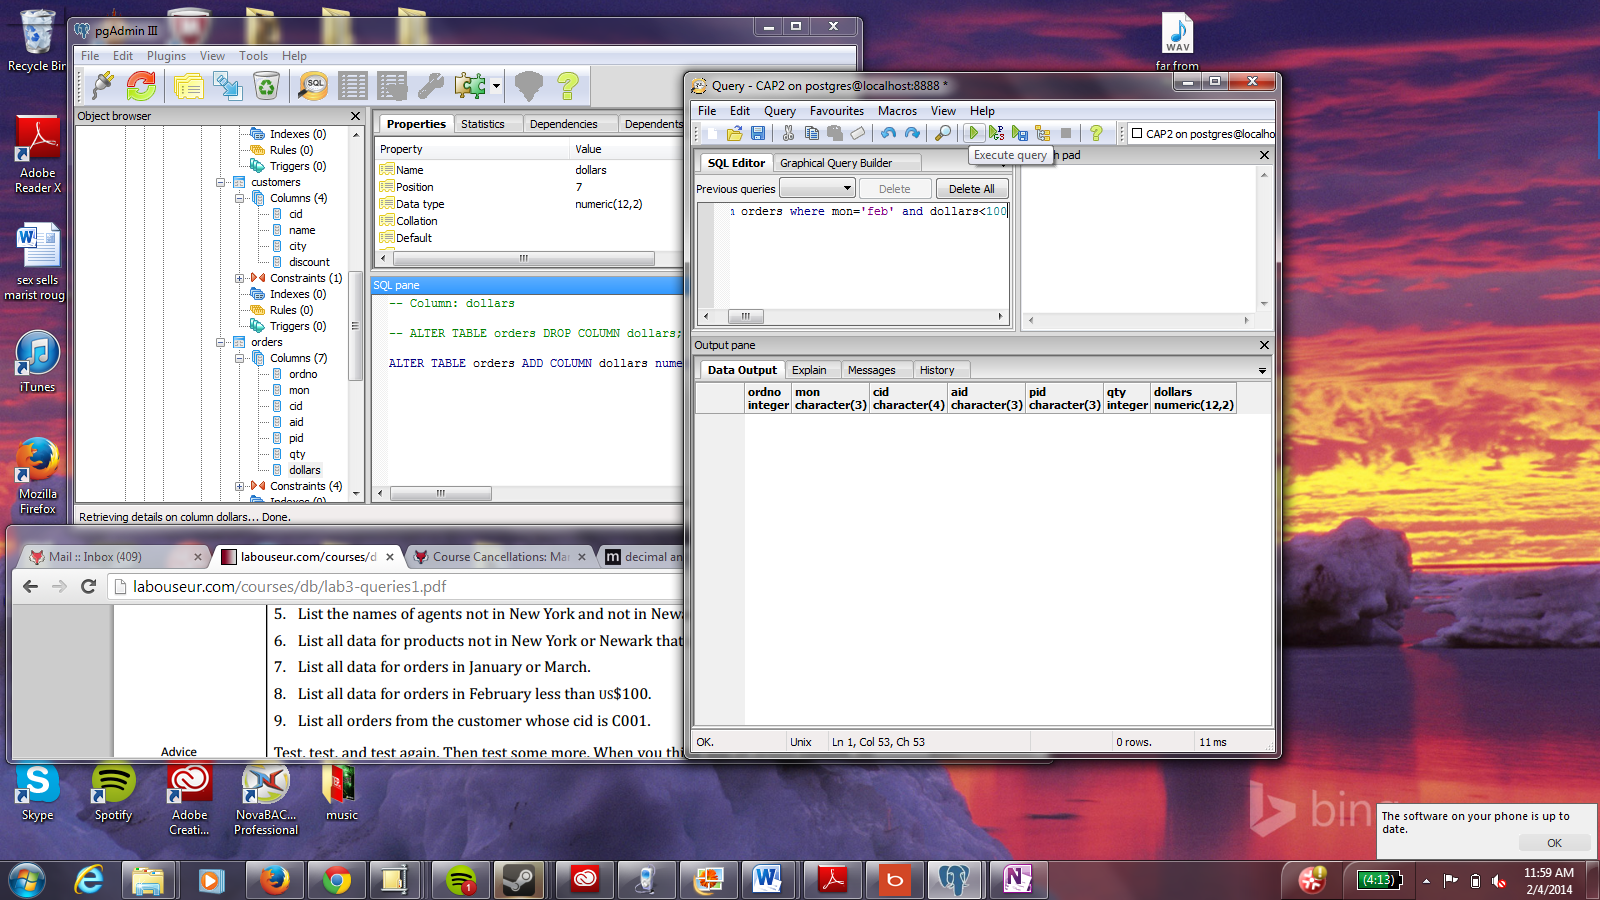 Recycle Bin
pgAdmin III
File Edit Plugins View Tools Help
SQL
Object browser
Indexes (0)
Rules (0)
Triggers (0)
customers
Columns (4)
cid
name
city
discount
Constraints (1)
Indexes (0)
Rules (0)
Triggers (0)
orders
Columns (7)
ordno
mon
cid
aid
pid
qty
dollars
Constraints (4)
Indexes (0)
Properties Statistics Dependencies Dependents
Property Value
Name dollars
Position 7
Data type numeric(12,2)
Collation
Default
SQL pane
-- Column: dollars
-- ALTER TABLE orders DROP COLUMN dollars;
ALTER TABLE orders ADD COLUMN dollars nume
Retrieving details on column dollars... Done.
WAV
far from
Query - CAP2 on postgres@localhost:8888 *
File Edit Query Favourites Macros View Help
CAP2 on postgres@localho
Execute query
SQL Editor Graphical Query Builder
pad
Previous queries Delete Delete All
orders where mon='feb' and dollars<100
Output pane
Data Output Explain Messages History
ordno mon cid aid pid qty dollars
integer character(3) character(4) character(3) character(3) integer numeric(12,2)
OK. Unix Ln 1, Col 53, Ch 53 0 rows. 11 ms
Adobe
Reader X
sex sells
marist roug
iTunes
Mozilla
Firefox
Mail :: Inbox (409) labouseur.com/courses/d Course Cancellations: Mar decimal an
labouseur.com/courses/db/lab3-queries1.pdf
5. List the names of agents not in New York and not in Newa
6. List all data for products not in New York or Newark that
7. List all data for orders in January or March.
8. List all data for orders in February less than US$100.
9. List all orders from the customer whose cid is C001.
Advice
Test, test, and test again. Then test some more. When you thi
Skype
Spotify
Adobe
Creati...
NovaBAC...
Professional
music
bing
The software on your phone is up to
date.
OK
1
(4:13)
11:59 AM
2/4/2014